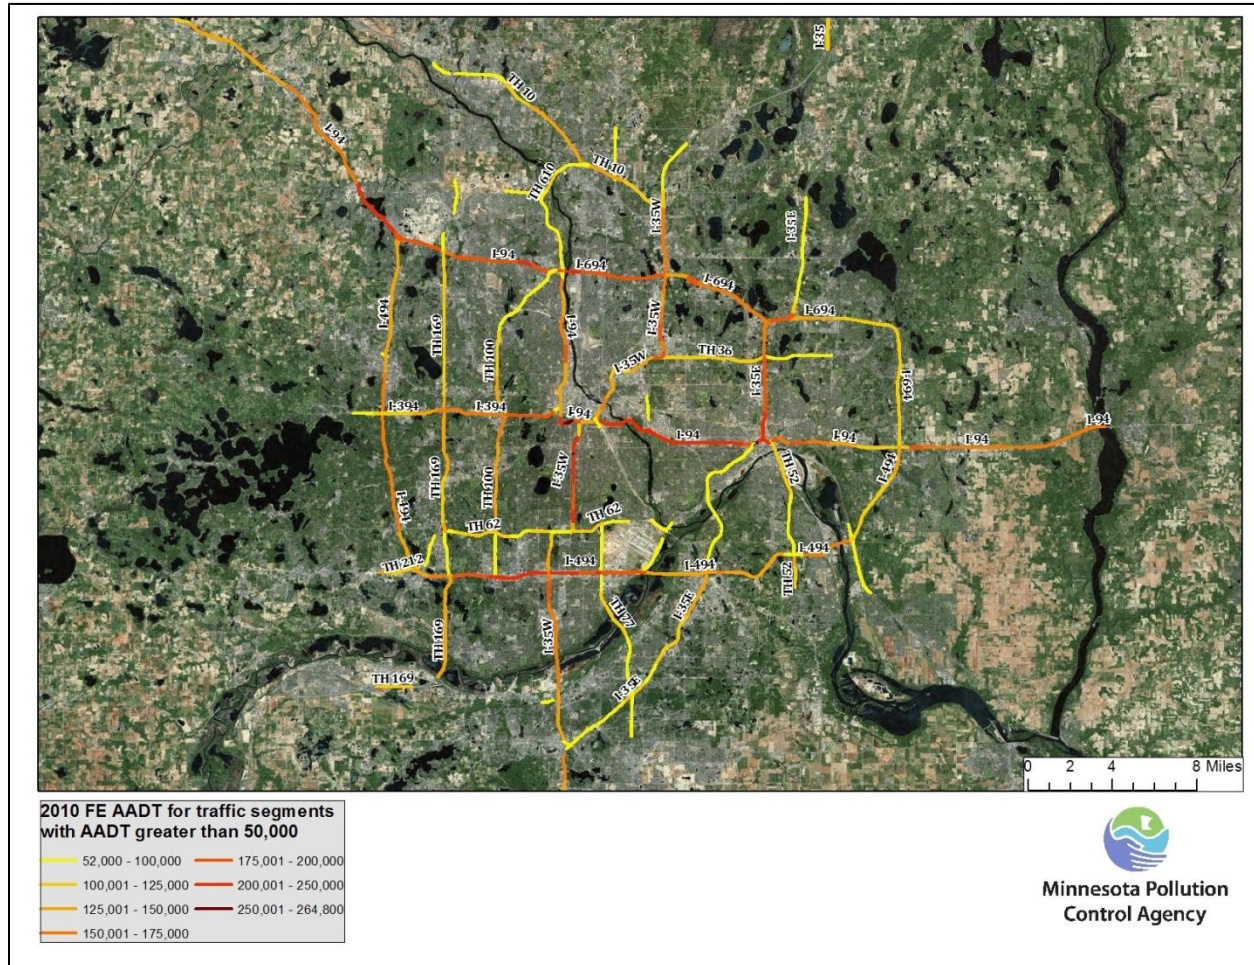 I-35
TH 10
I-94
TH 10
TH 610
I-35W
I-35E
I-94
I-694
I-694
I-694
I-494
TH 169
TH 100
I-94
I-35W
I-35W
TH 36
I-35E
I-694
I-394
I-394
I-94
I-94
I-94
I-94
I-35W
TH 169
TH 100
TH 52
I-494
I-494
TH 62
TH 62
TH 212
I-494
I-494
I-494
TH 52
TH 169
I-35W
TH 77
I-35E
TH 169
I-35E
0 2 4 8 Miles
2010 FE AADT for traffic segments
with AADT greater than 50,000
52,000 - 100,000
100,001 - 125,000
125,001 - 150,000
150,001 - 175,000
175,001 - 200,000
200,001 - 250,000
250,001 - 264,800
Minnesota Pollution
Control Agency